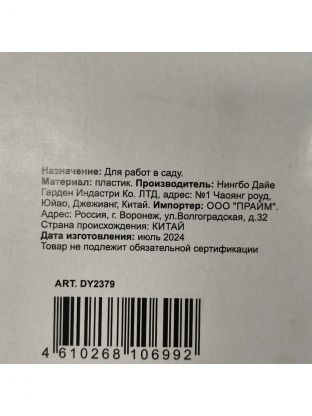 Назначение: Для работ в саду.
Материал: пластик. Производитель: Нингбо Дайе
Гарден Индастри Ко. ЛТД, адрес: №1 Чаоянг роуд,
Юйао, Джежианг, Китай. Импортер: ООО "ПРАЙМ".
Адрес: Россия, г. Воронеж, ул.Волгоградская, д.32
Страна происхождения: КИТАЙ
Дата изготовления: июль 2024
Товар не подлежит обязательной сертификации
ART. DY2379
4 610268 106992